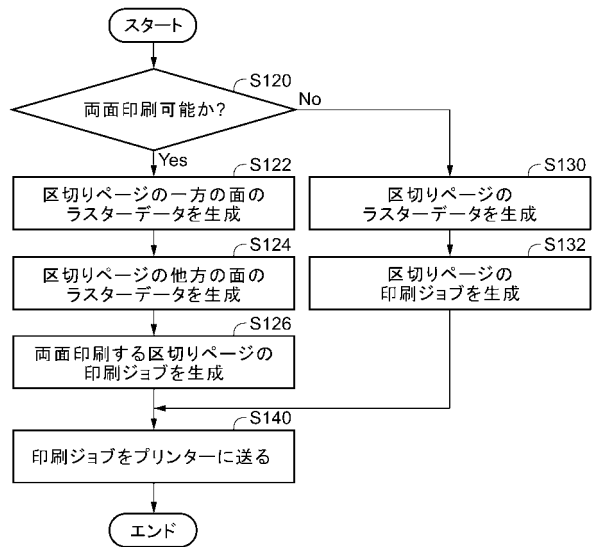 スタート
S120
両面印刷可能か?
No
Yes
S122
区切りページの一方の面の
ラスターデータを生成
S130
区切りページの
ラスターデータを生成
S124
区切りページの他方の面の
ラスターデータを生成
S132
区切りページの
印刷ジョブを生成
S126
両面印刷する区切りページの
印刷ジョブを生成
S140
印刷ジョブをプリンターに送る
エンド